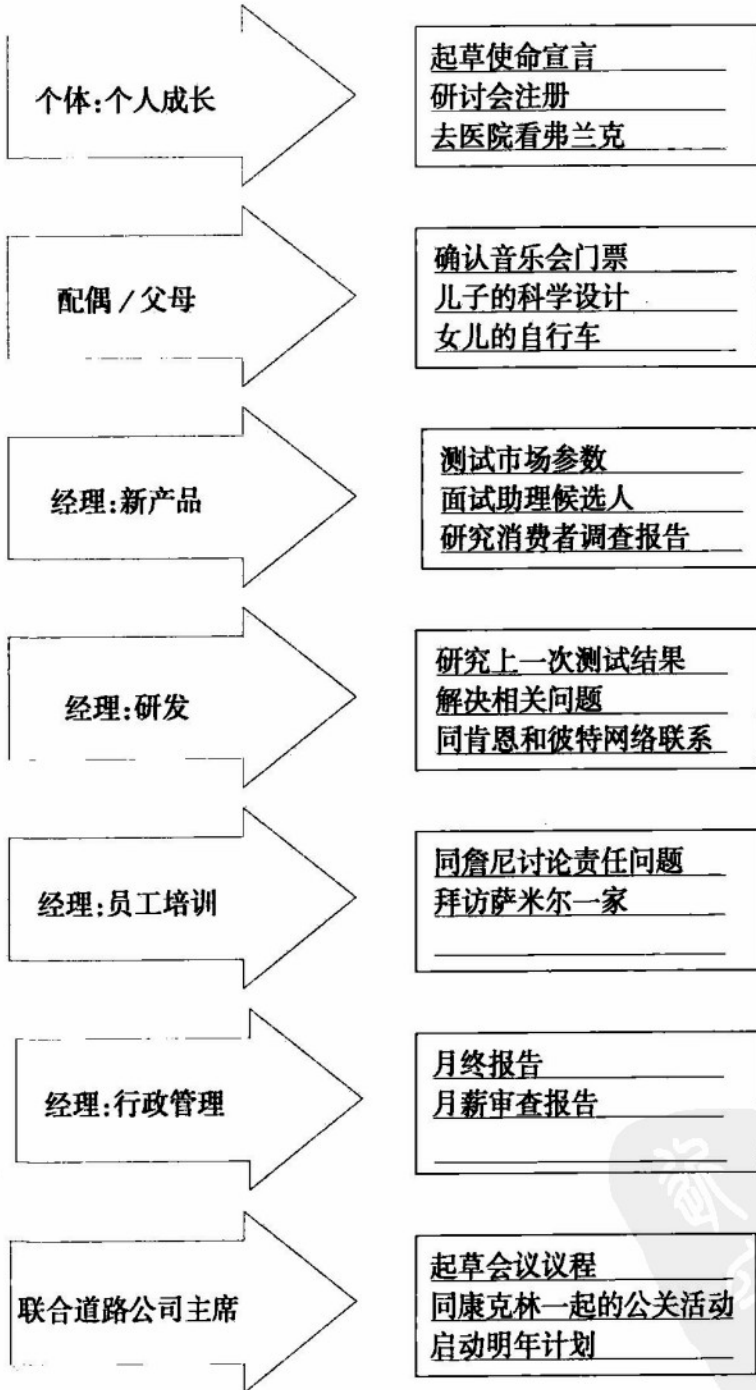 个体:个人成长
起草使命宣言
研讨会注册
去医院看弗兰克
配偶/父母
确认音乐会门票
儿子的科学设计
女儿的自行车
经理:新产品
测试市场参数
面试助理候选人
研究消费者调查报告
经理:研发
研究上一次测试结果
解决相关问题
同肯恩和彼特网络联系
经理:员工培训
同詹尼讨论责任问题
拜访萨米尔一家
经理:行政管理
月终报告
月薪审查报告
联合道路公司主席
起草会议议程
同康克林一起的公关活动
启动明年计划